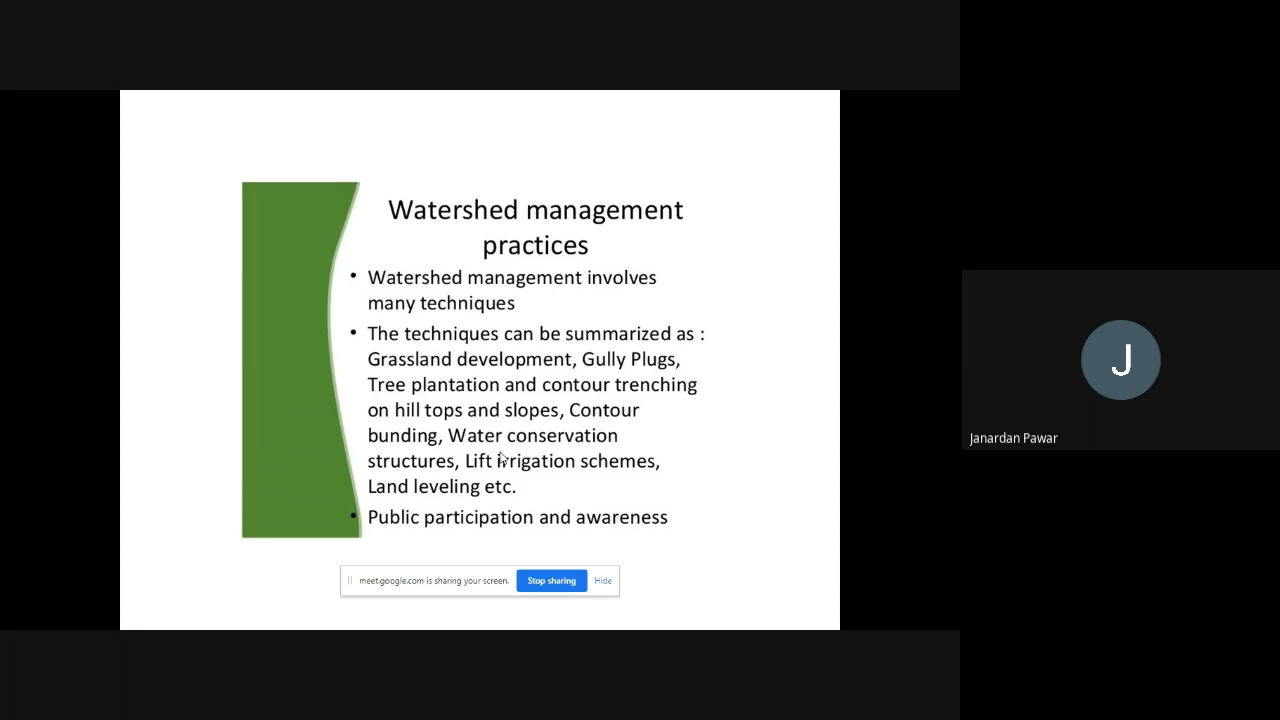 Watershed management
practices
• Watershed management involves
many techniques
• The techniques can be summarized as :
Grassland development, Gully Plugs,
Tree plantation and contour trenching
on hill tops and slopes, Contour
bunding, Water conservation
structures, Lift irrigation schemes,
Land leveling etc.
• Public participation and awareness
meet.google.com is sharing your screen. Stop sharing Hide
J
Janardan Pawar